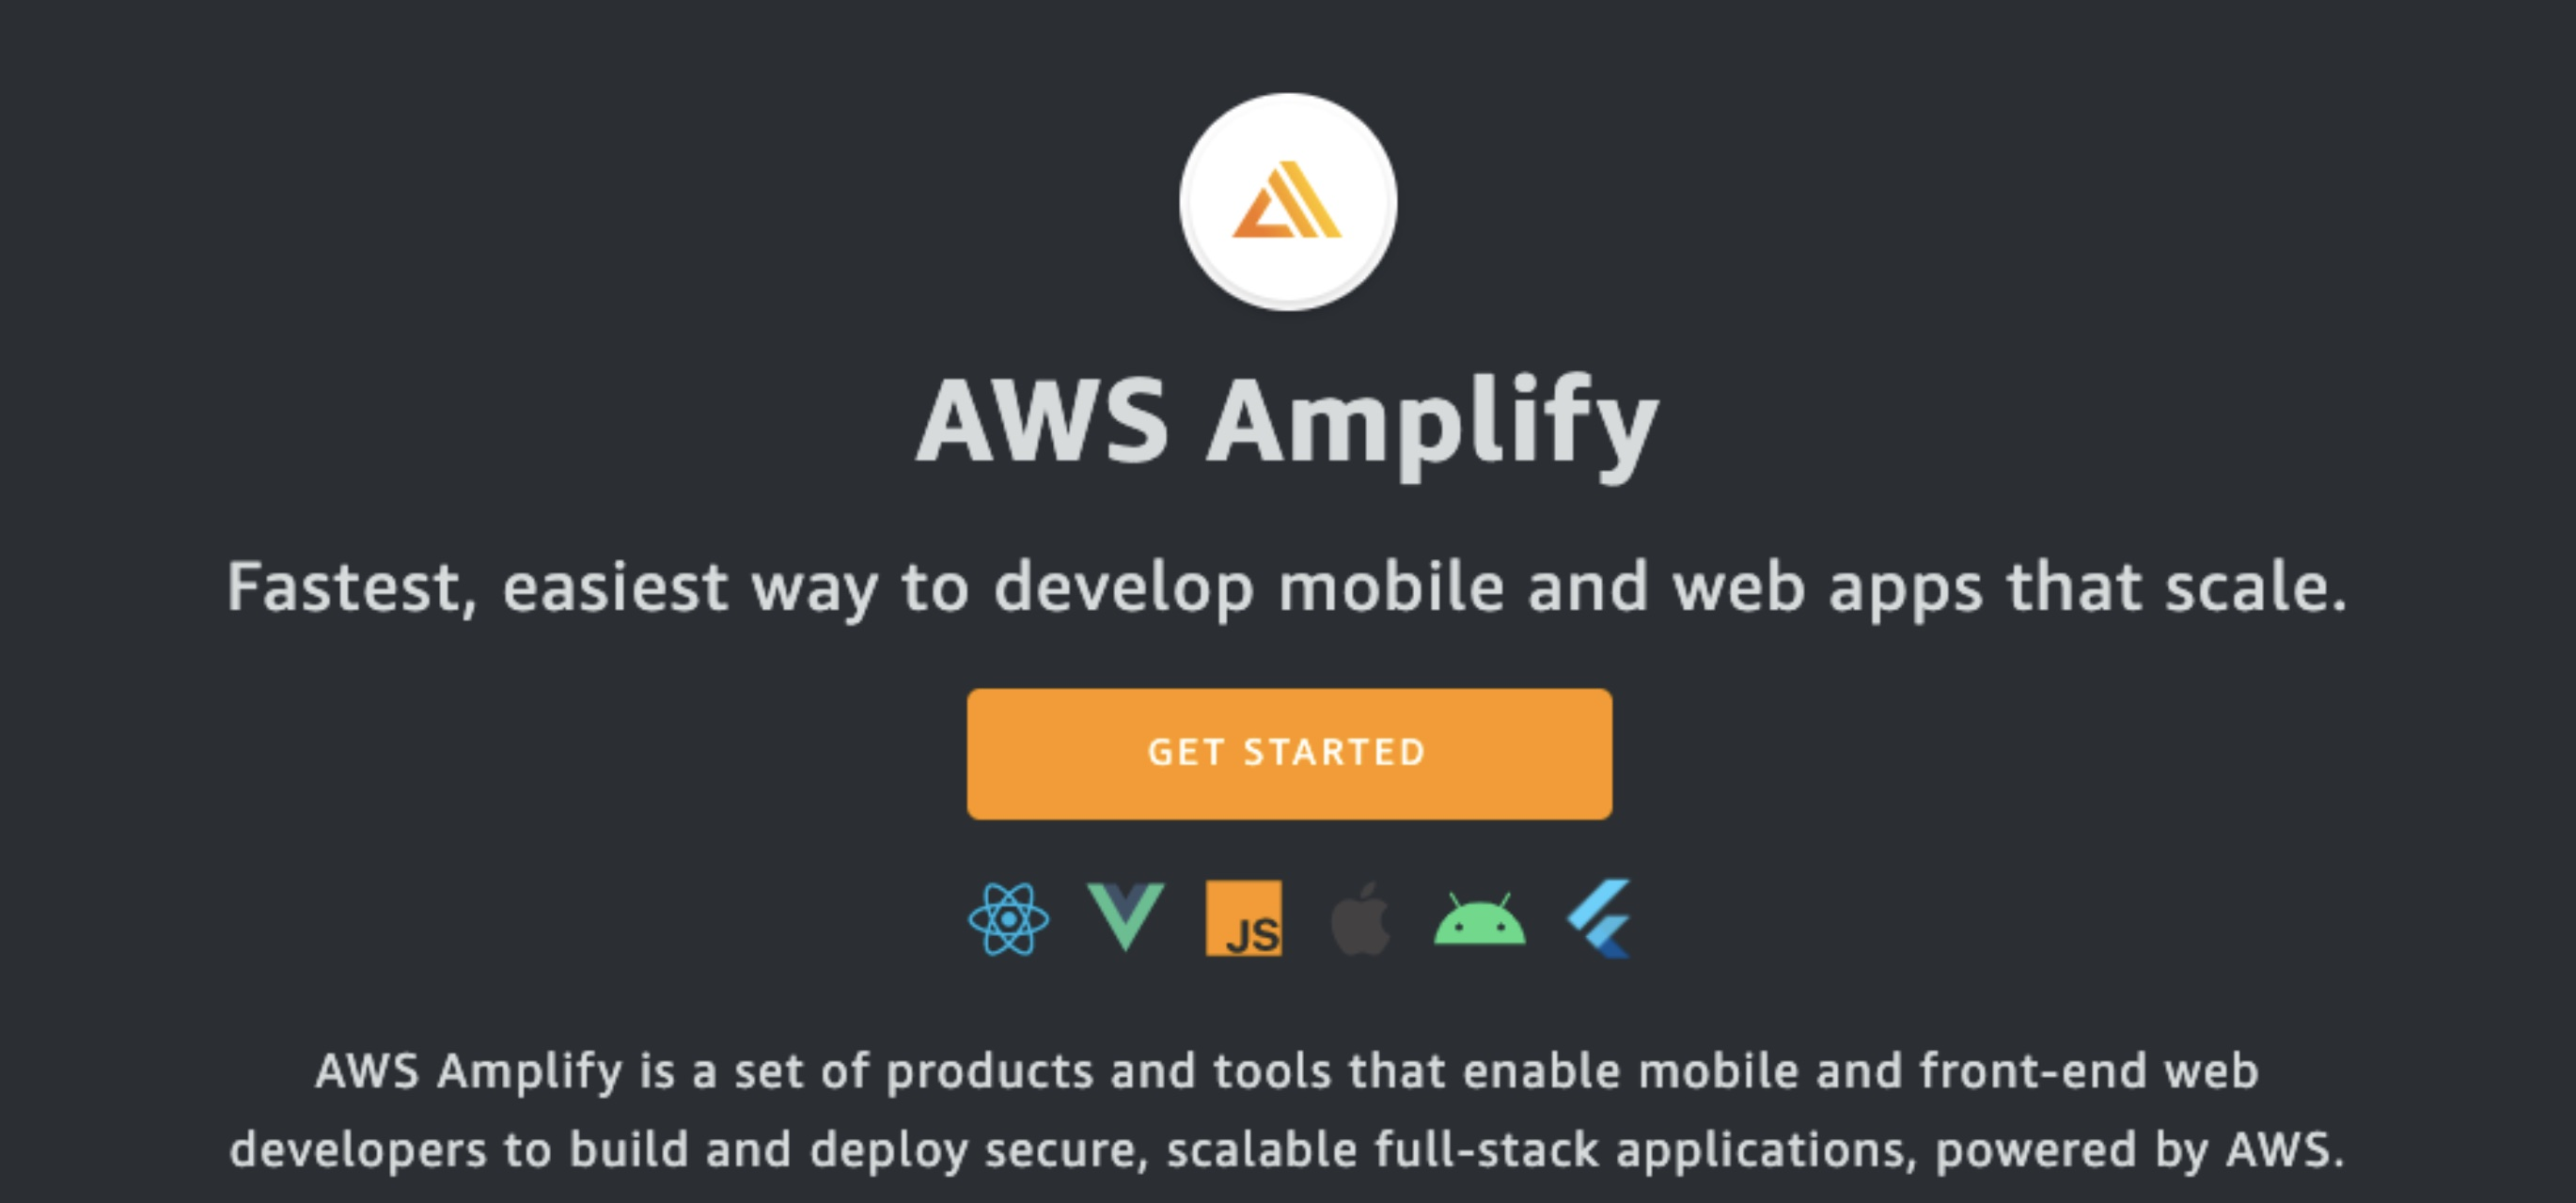 AWS Amplify
Fastest, easiest way to develop mobile and web apps that scale.
GET STARTED
JS
AWS Amplify is a set of products and tools that enable mobile and front-end web
developers to build and deploy secure, scalable full-stack applications, powered by AWS.